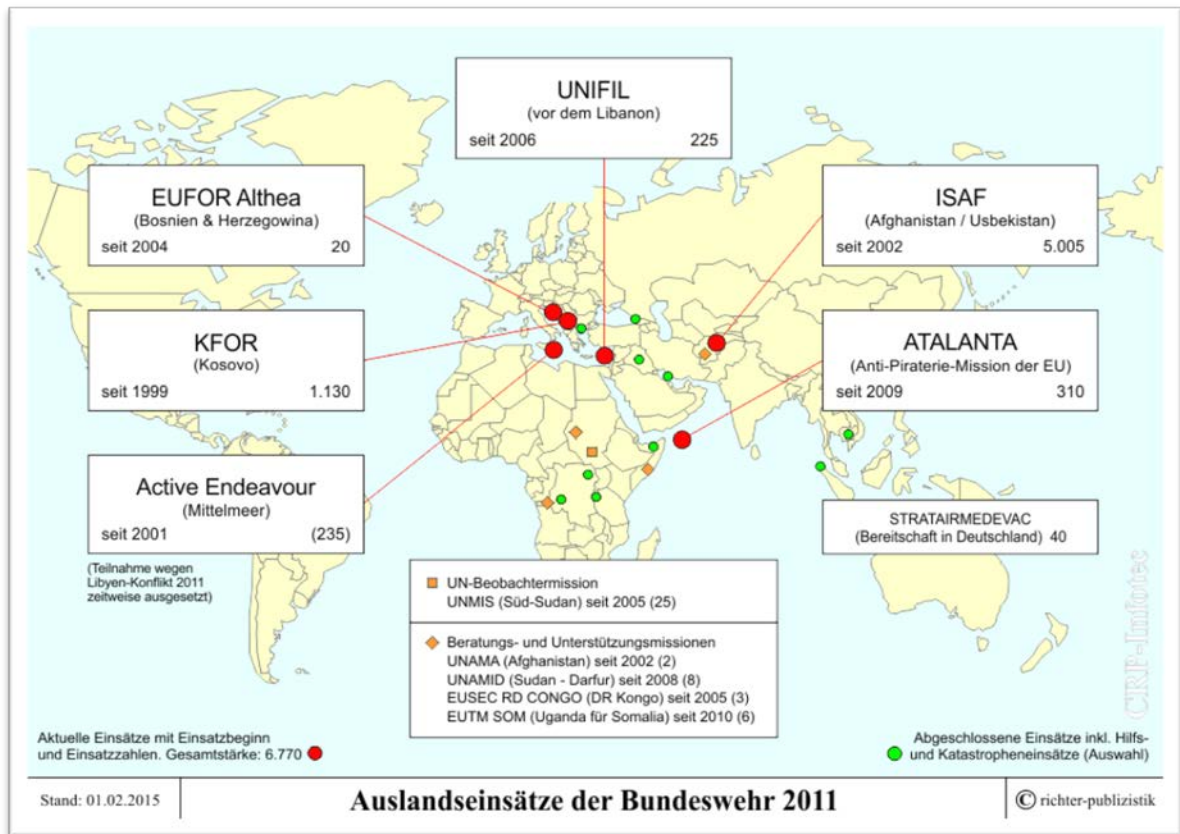 UNIFIL
(vor dem Libanon)
seit 2006 225
EUFOR Althea
(Bosnien & Herzegowina)
seit 2004 20
ISAF
(Afghanistan / Usbekistan)
seit 2002 5.005
KFOR
(Kosovo)
seit 1999 1.130
ATALANTA
(Anti-Piraterie-Mission der EU)
seit 2009 310
Active Endeavour
(Mittelmeer)
seit 2001 (235)
(Teilnahme wegen
Libyen-Konflikt 2011
zeitweise ausgesetzt)
STRATAIRMEDEVAC
(Bereitschaft in Deutschland) 40
UN-Beobachtermission
UNMIS (Süd-Sudan) seit 2005 (25)
Beratungs- und Unterstützungsmissionen
UNAMA (Afghanistan) seit 2002 (2)
UNAMID (Sudan - Darfur) seit 2008 (8)
EUSEC RD CONGO (DR Kongo) seit 2005 (3)
EUTM SOM (Uganda für Somalia) seit 2010 (6)
CRP-Infotec
Aktuelle Einsätze mit Einsatzbeginn
und Einsatzzahlen. Gesamtstärke: 6.770
Abgeschlossene Einsätze inkl. Hilfs-
und Katastropheneinsätze (Auswahl)
Stand: 01.02.2015
Auslandseinsätze der Bundeswehr 2011
© richter-publizistik